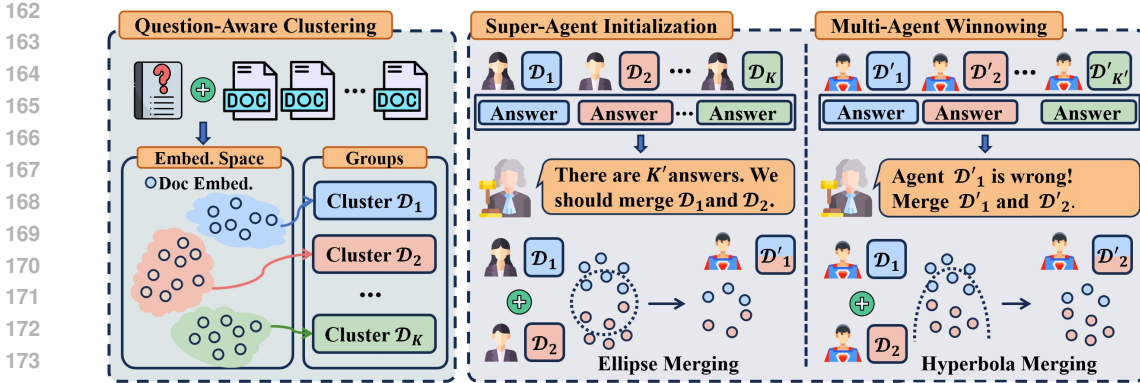 162
163
164
165
166
167
168
169
170
171
172
173
Question-Aware Clustering
?
DOC DOC ... DOC
Embed. Space
Doc Embed.
Groups
Cluster D₁
Cluster D₂
...
Cluster D_K
Super-Agent Initialization
D₁ D₂ ... D_K
Answer Answer ... Answer
There are K' answers. We
should merge D₁ and D₂.
D₁
D₂
D'₁
Ellipse Merging
Multi-Agent Winnowing
D'₁ D'₂ ... D'_K'
Answer Answer Answer
Agent D'₁ is wrong!
Merge D'₁ and D'₂.
D₁
D₂
D'₂
Hyperbola Merging